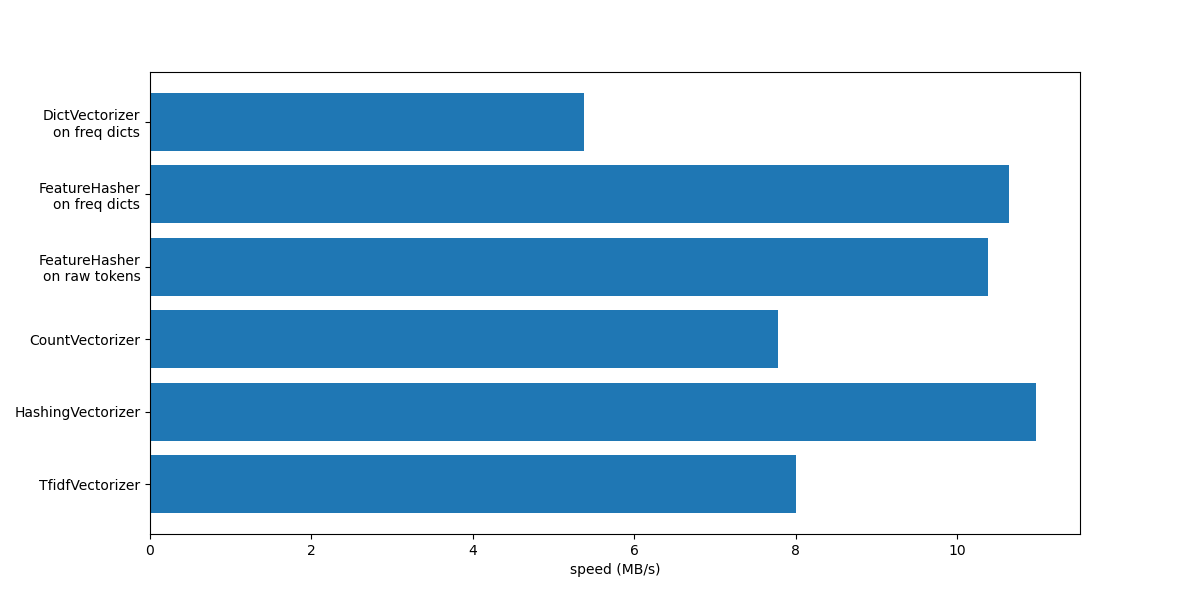 DictVectorizer
on freq dicts
FeatureHasher
on freq dicts
FeatureHasher
on raw tokens
CountVectorizer
HashingVectorizer
TfidfVectorizer
0 2 4 6 8 10
speed (MB/s)